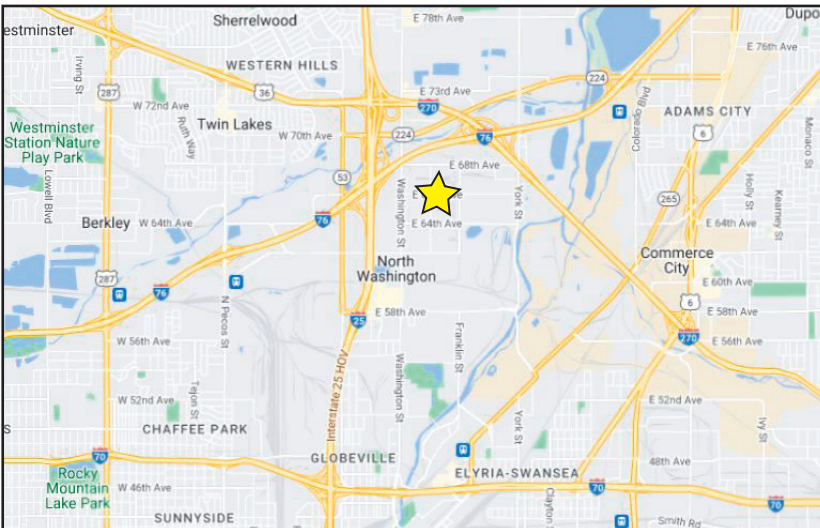 Sherrelwood
E 78th Ave
Dupo
estminster
E 76th Ave
WESTERN HILLS
Irving St
287
36
E 73rd Ave
224
W 72nd Ave
270
Colorado Blvd
ADAMS CITY
Westminster
Station Nature
Play Park
Ruth Way
Twin Lakes
W 70th Ave
224
76
6
Monaco St
E 68th Ave
53
Lowell Blvd
Washington St
E
York St
265
Holly St
Kearney St
Berkley
W 64th Ave
76
E 64th Ave
E 64th Ave
North
Washington
Commerce
City
287
76
N Pecos St
E 60th Ave
6
25
E 58th Ave
E 58th Ave
W 56th Ave
Franklin St
270
E 56th Ave
Interstate 25 HOV
Washington St
Tejon St
W 52nd Ave
E 52nd Ave
York St
Ivy St
S
CHAFFEE PARK
70
GLOBEVILLE
ELYRIA-SWANSEA
48th Ave
Rocky
Mountain
Lake Park
W 46th Ave
70
70
Clayton S
SUNNYSIDE
Smith Rd